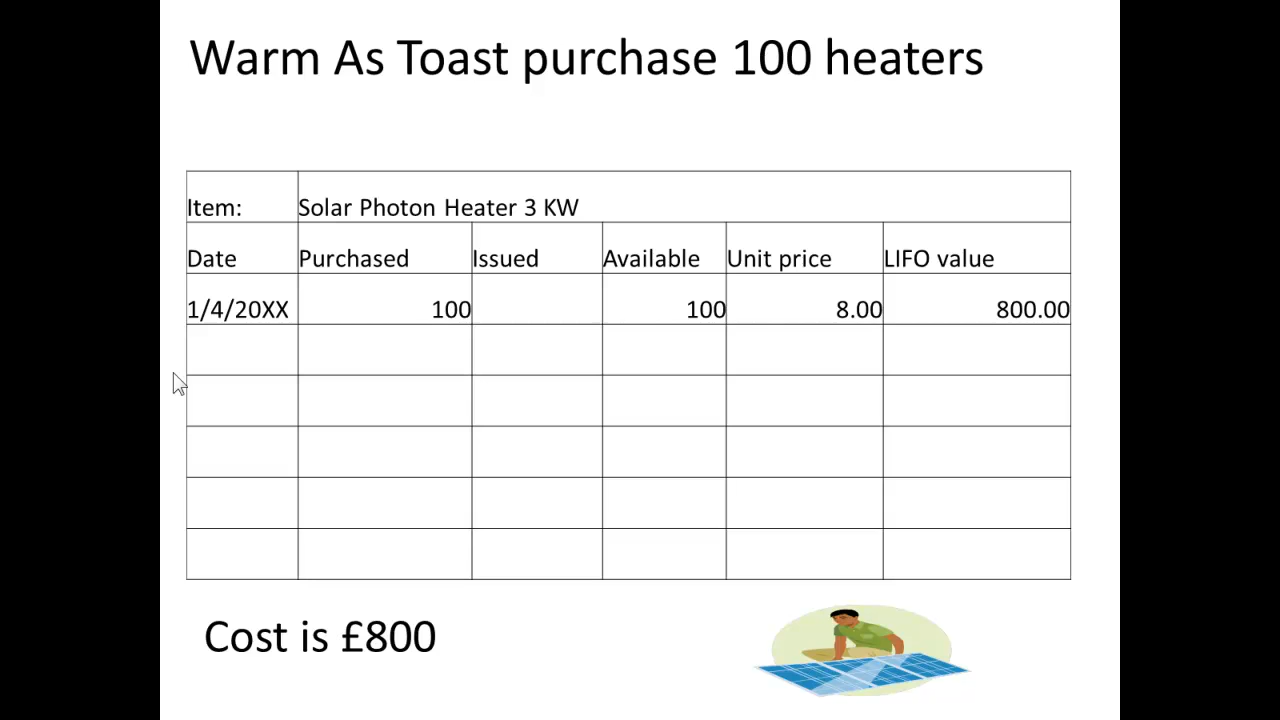 Warm As Toast purchase 100 heaters
Item: Solar Photon Heater 3 KW
Date Purchased Issued Available Unit price LIFO value
1/4/20XX 100 100 8.00 800.00
Cost is £800